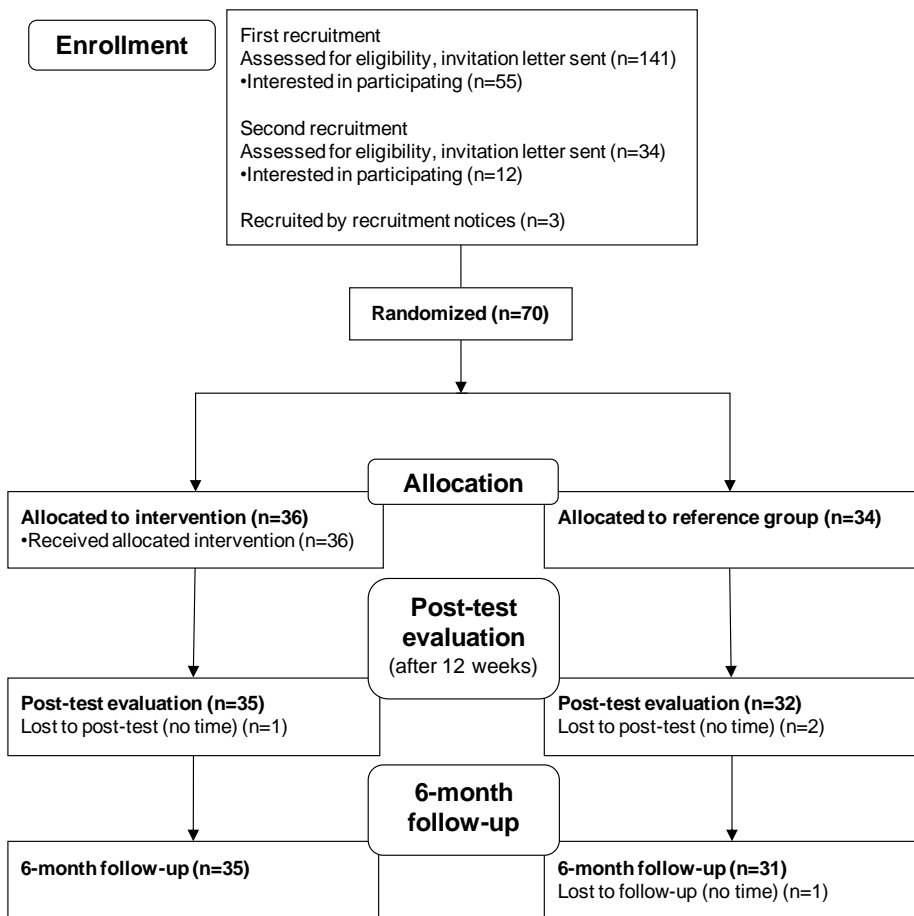 Enrollment
First recruitment
Assessed for eligibility, invitation letter sent (n=141)
•Interested in participating (n=55)
Second recruitment
Assessed for eligibility, invitation letter sent (n=34)
•Interested in participating (n=12)
Recruited by recruitment notices (n=3)
Randomized (n=70)
Allocation
Allocated to intervention (n=36)
•Received allocated intervention (n=36)
Allocated to reference group (n=34)
Post-test
evaluation
(after 12 weeks)
Post-test evaluation (n=35)
Lost to post-test (no time) (n=1)
Post-test evaluation (n=32)
Lost to post-test (no time) (n=2)
6-month
follow-up
6-month follow-up (n=35)
6-month follow-up (n=31)
Lost to follow-up (no time) (n=1)